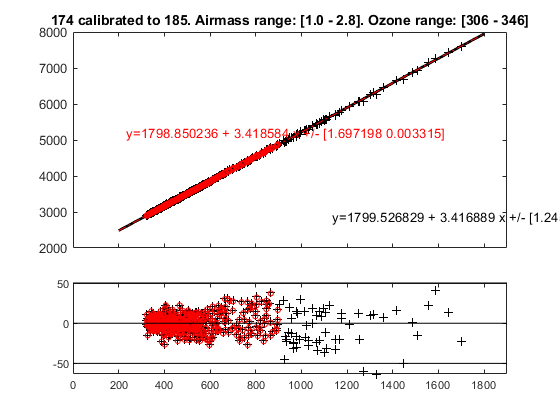 174 calibrated to 185. Airmass range: [1.0 - 2.8]. Ozone range: [306 - 346]
8000
7000
6000
5000
4000
3000
2000
y=1798.850236 + 3.418584 x +/- [1.697198 0.003315]
y=1799.526829 + 3.416889 x +/- [1.24
50
0
-50
0 200 400 600 800 1000 1200 1400 1600 1800